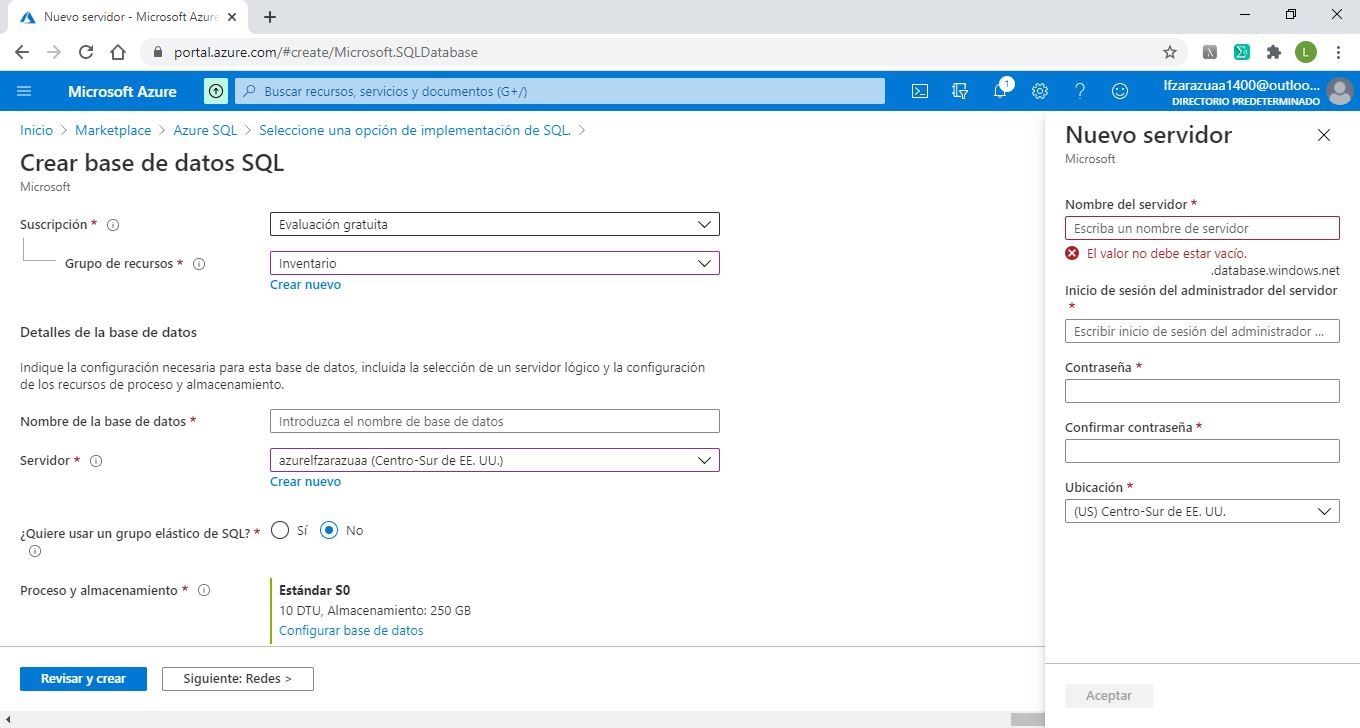 Nuevo servidor - Microsoft Azure
portal.azure.com/#create/Microsoft.SQLDatabase
L
Microsoft Azure
Buscar recursos, servicios y documentos (G+/)
1
lfzarazuaa1400@outloo...
DIRECTORIO PREDETERMINADO
Inicio > Marketplace > Azure SQL > Seleccione una opción de implementación de SQL. >
Crear base de datos SQL
Microsoft
Suscripción *
Evaluación gratuita
Grupo de recursos *
Inventario
Crear nuevo
Detalles de la base de datos
Indique la configuración necesaria para esta base de datos, incluida la selección de un servidor lógico y la configuración
de los recursos de proceso y almacenamiento.
Nombre de la base de datos *
Introduzca el nombre de base de datos
Servidor *
azurelfzarazuaa (Centro-Sur de EE. UU.)
Crear nuevo
¿Quiere usar un grupo elástico de SQL? *
Sí
No
Proceso y almacenamiento *
Estándar S0
10 DTU, Almacenamiento: 250 GB
Configurar base de datos
Revisar y crear
Siguiente: Redes >
Nuevo servidor
Microsoft
Nombre del servidor *
Escriba un nombre de servidor
El valor no debe estar vacío.
.database.windows.net
Inicio de sesión del administrador del servidor
*
Escribir inicio de sesión del administrador ...
Contraseña *
Confirmar contraseña *
Ubicación *
(US) Centro-Sur de EE. UU.
Aceptar